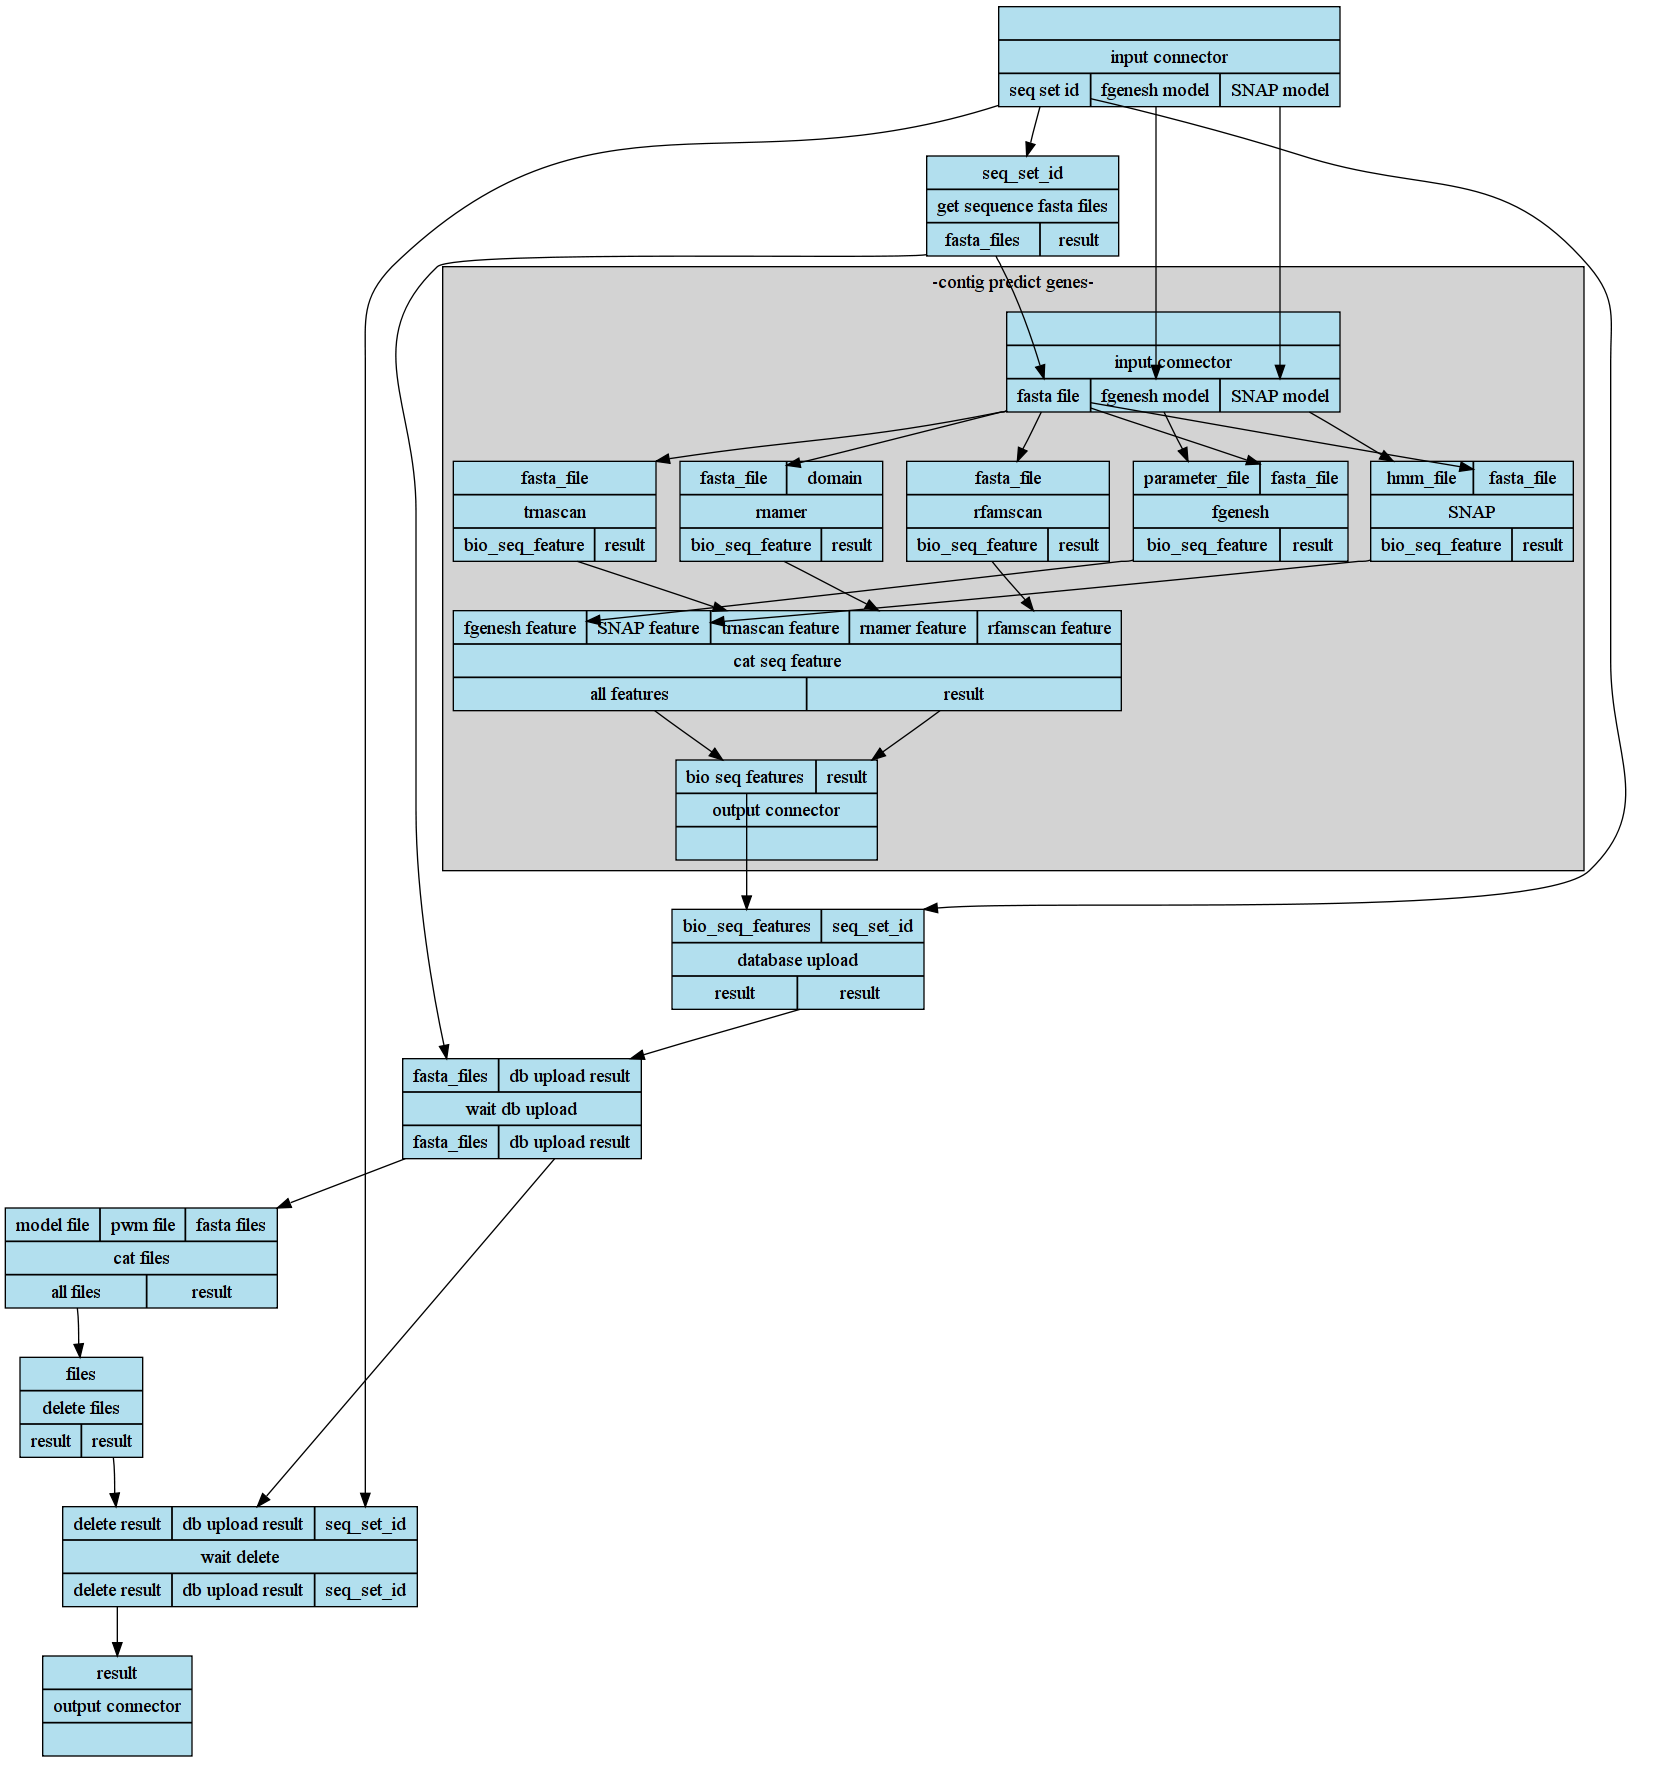 input connector
seq set id fgenesh model SNAP model
seq_set_id
get sequence fasta files
fasta_files result
-contig predict genes-
input connector
fasta file fgenesh model SNAP model
fasta_file
trnascan
bio_seq_feature result
fasta_file domain
rnamer
bio_seq_feature result
fasta_file
rfamscan
bio_seq_feature result
parameter_file fasta_file
fgenesh
bio_seq_feature result
hmm_file fasta_file
SNAP
bio_seq_feature result
fgenesh feature SNAP feature trnascan feature rnamer feature rfamscan feature
cat seq feature
all features result
bio seq features result
output connector
bio_seq_features seq_set_id
database upload
result result
fasta_files db upload result
wait db upload
fasta_files db upload result
model file pwm file fasta files
cat files
all files result
files
delete files
result result
delete result db upload result seq_set_id
wait delete
delete result db upload result seq_set_id
result
output connector